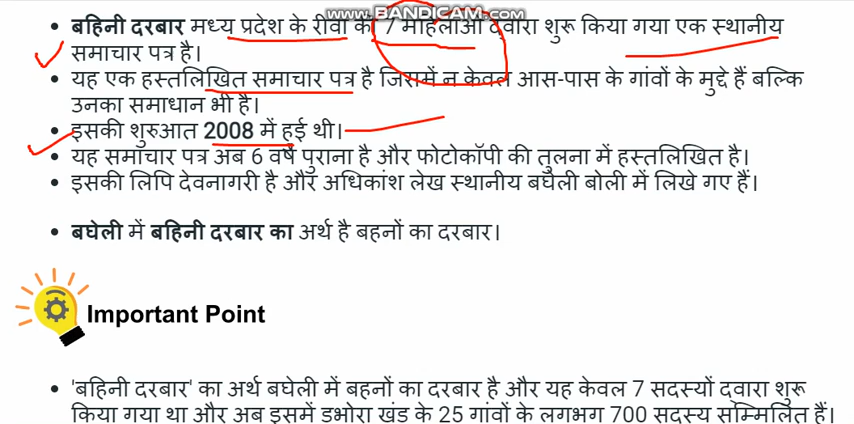 www.BANDICAM.com
बहिनी दरबार मध्य प्रदेश के रीवा की 7 महिलाओं द्वारा शुरू किया गया एक स्थानीय
समाचार पत्र है।
यह एक हस्तलिखित समाचार पत्र है जिसमें न केवल आस-पास के गांवों के मुद्दे हैं बल्कि
उनका समाधान भी है।
इसकी शुरुआत 2008 में हुई थी।
यह समाचार पत्र अब 6 वर्ष पुराना है और फोटोकॉपी की तुलना में हस्तलिखित है।
इसकी लिपि देवनागरी है और अधिकांश लेख स्थानीय बघेली बोली में लिखे गए हैं।
बघेली में बहिनी दरबार का अर्थ है बहनों का दरबार।
Important Point
'बहिनी दरबार' का अर्थ बघेली में बहनों का दरबार है और यह केवल 7 सदस्यों द्वारा शुरू
किया गया था और अब इसमें डभोरा खंड के 25 गांवों के लगभग 700 सदस्य सम्मिलित हैं।